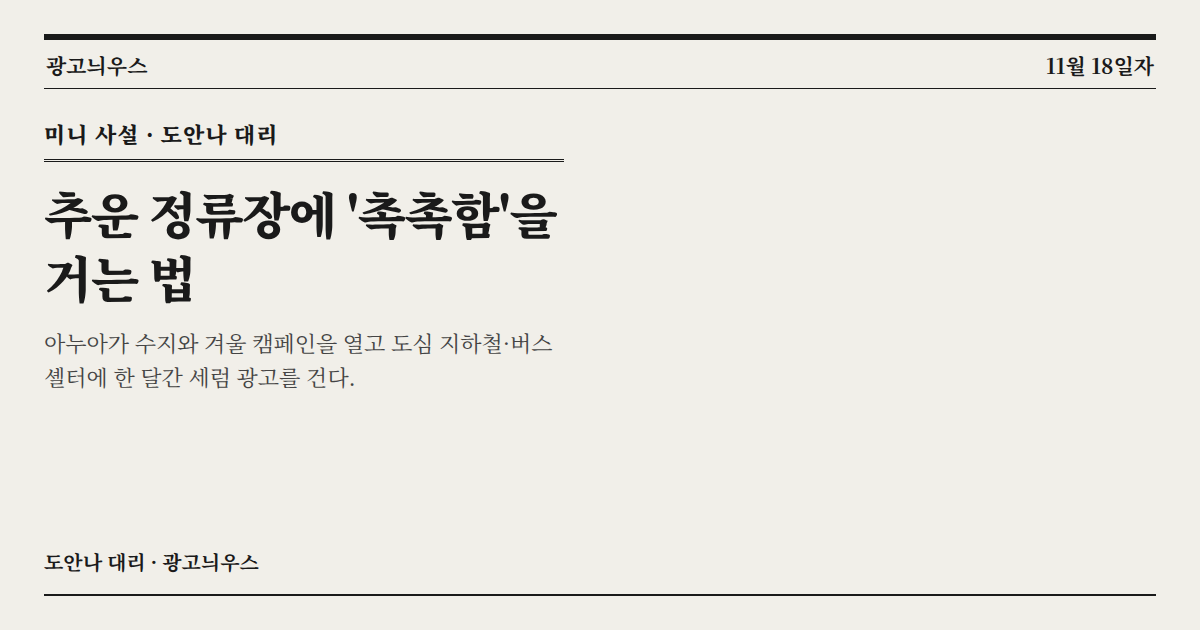 광고늬우스
11월 18일자
미니 사설 · 도안나 대리
추운 정류장에 '촉촉함'을
거는 법
아누아가 수지와 겨울 캠페인을 열고 도심 지하철·버스
셸터에 한 달간 세럼 광고를 건다.
도안나 대리 · 광고늬우스